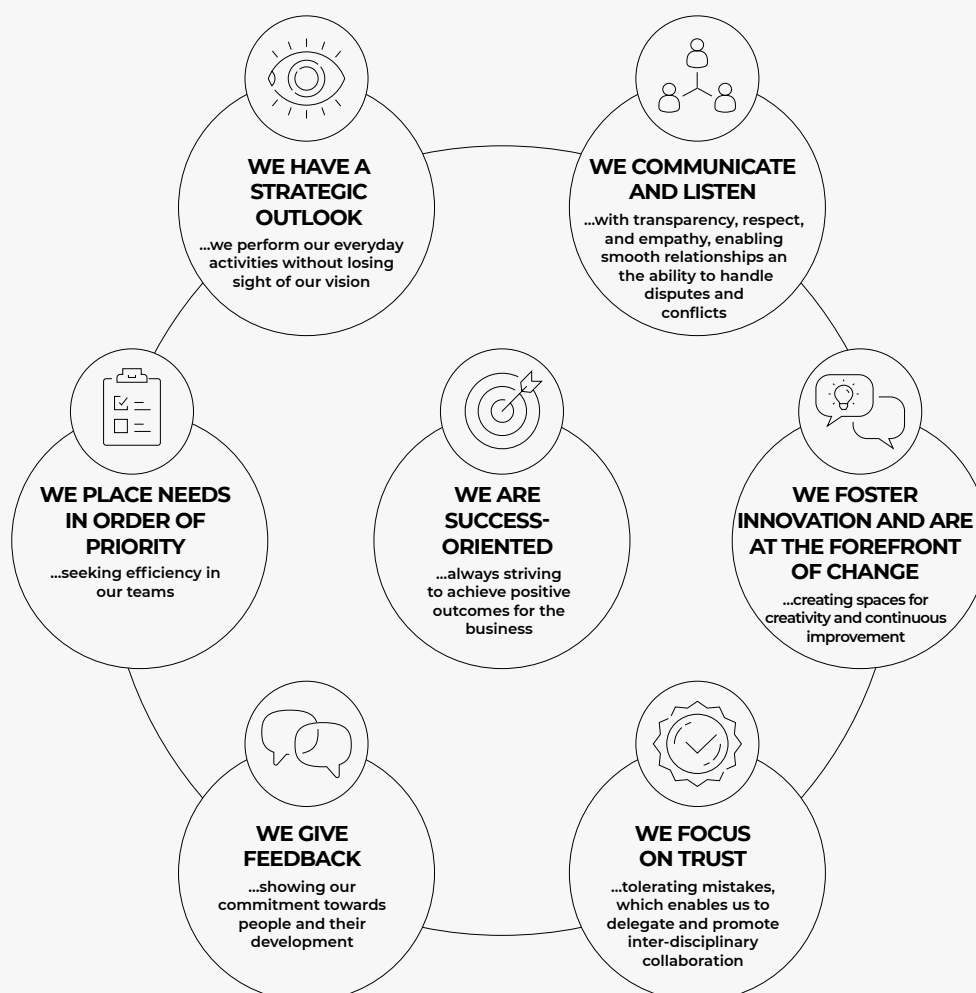 WE HAVE A
STRATEGIC
OUTLOOK
...we perform our everyday
activities without losing
sight of our vision
WE COMMUNICATE
AND LISTEN
...with transparency, respect,
and empathy, enabling
smooth relationships an
the ability to handle
disputes and
conflicts
WE PLACE NEEDS
IN ORDER OF
PRIORITY
...seeking efficiency in
our teams
WE ARE
SUCCESS-
ORIENTED
...always striving
to achieve positive
outcomes for the
business
WE FOSTER
INNOVATION AND ARE
AT THE FOREFRONT
OF CHANGE
...creating spaces for
creativity and continuous
improvement
WE GIVE
FEEDBACK
...showing our
commitment towards
people and their
development
WE FOCUS
ON TRUST
...tolerating mistakes,
which enables us to
delegate and promote
inter-disciplinary
collaboration